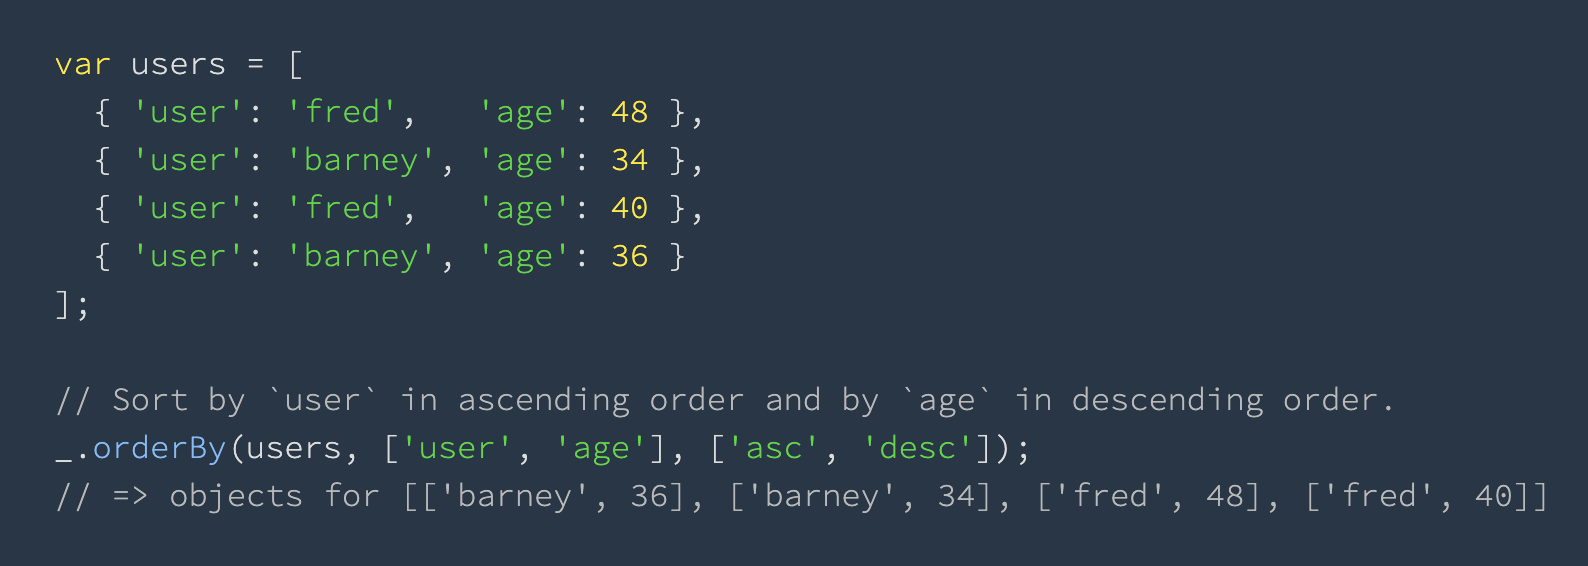 var users = [
  { 'user': 'fred',   'age': 48 },
  { 'user': 'barney', 'age': 34 },
  { 'user': 'fred',   'age': 40 },
  { 'user': 'barney', 'age': 36 }
];

// Sort by `user` in ascending order and by `age` in descending order.
_.orderBy(users, ['user', 'age'], ['asc', 'desc']);
// => objects for [['barney', 36], ['barney', 34], ['fred', 48], ['fred', 40]]